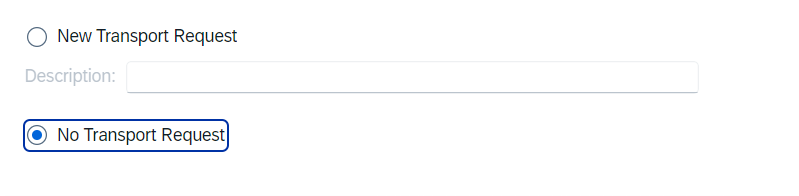 New Transport Request
Description:
No Transport Request